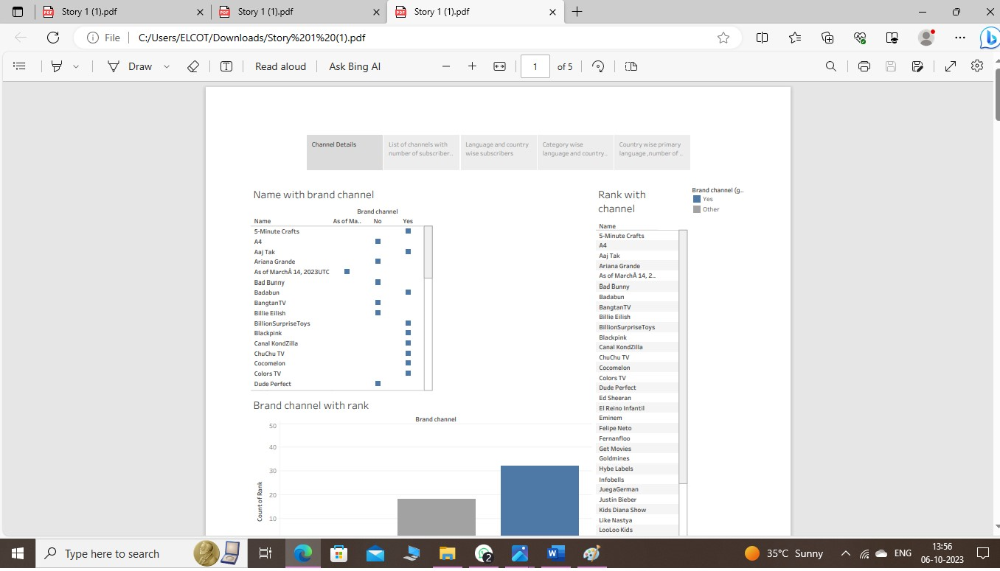 Story 1 (1).pdf
Story 1 (1).pdf
Story 1 (1).pdf
File
C:/Users/ELCOT/Downloads/Story%201%20(1).pdf
Draw
Read aloud
Ask Bing AI
1
of 5
Channel Details
List of channels with
number of subscriber..
Language and country
wise subscribers
Category wise
language and country..
Country wise primary
language ,number of ..
Name with brand channel
Brand channel
Name As of Ma.. No Yes
5-Minute Crafts
A4
Aaj Tak
Ariana Grande
As of MarchÂ 14, 2023UTC
Bad Bunny
Badabun
BangtanTV
Billie Eilish
BillionSurpriseToys
Blackpink
Canal KondZilla
ChuChu TV
Cocomelon
Colors TV
Dude Perfect
Brand channel with rank
Brand channel
50
40
30
20
10
Count of Rank
Rank with
channel
Name
5-Minute Crafts
A4
Aaj Tak
Ariana Grande
As of MarchÂ 14, 2..
Bad Bunny
Badabun
BangtanTV
Billie Eilish
BillionSurpriseToys
Blackpink
Canal KondZilla
ChuChu TV
Cocomelon
Colors TV
Dude Perfect
Ed Sheeran
El Reino Infantil
Eminem
Felipe Neto
Fernanfloo
Get Movies
Goldmines
Hybe Labels
Infobells
JuegaGerman
Justin Bieber
Kids Diana Show
Like Nastya
LooLoo Kids
Brand channel (g..
Yes
Other
Type here to search
2
35°C Sunny
ENG
13:56
06-10-2023